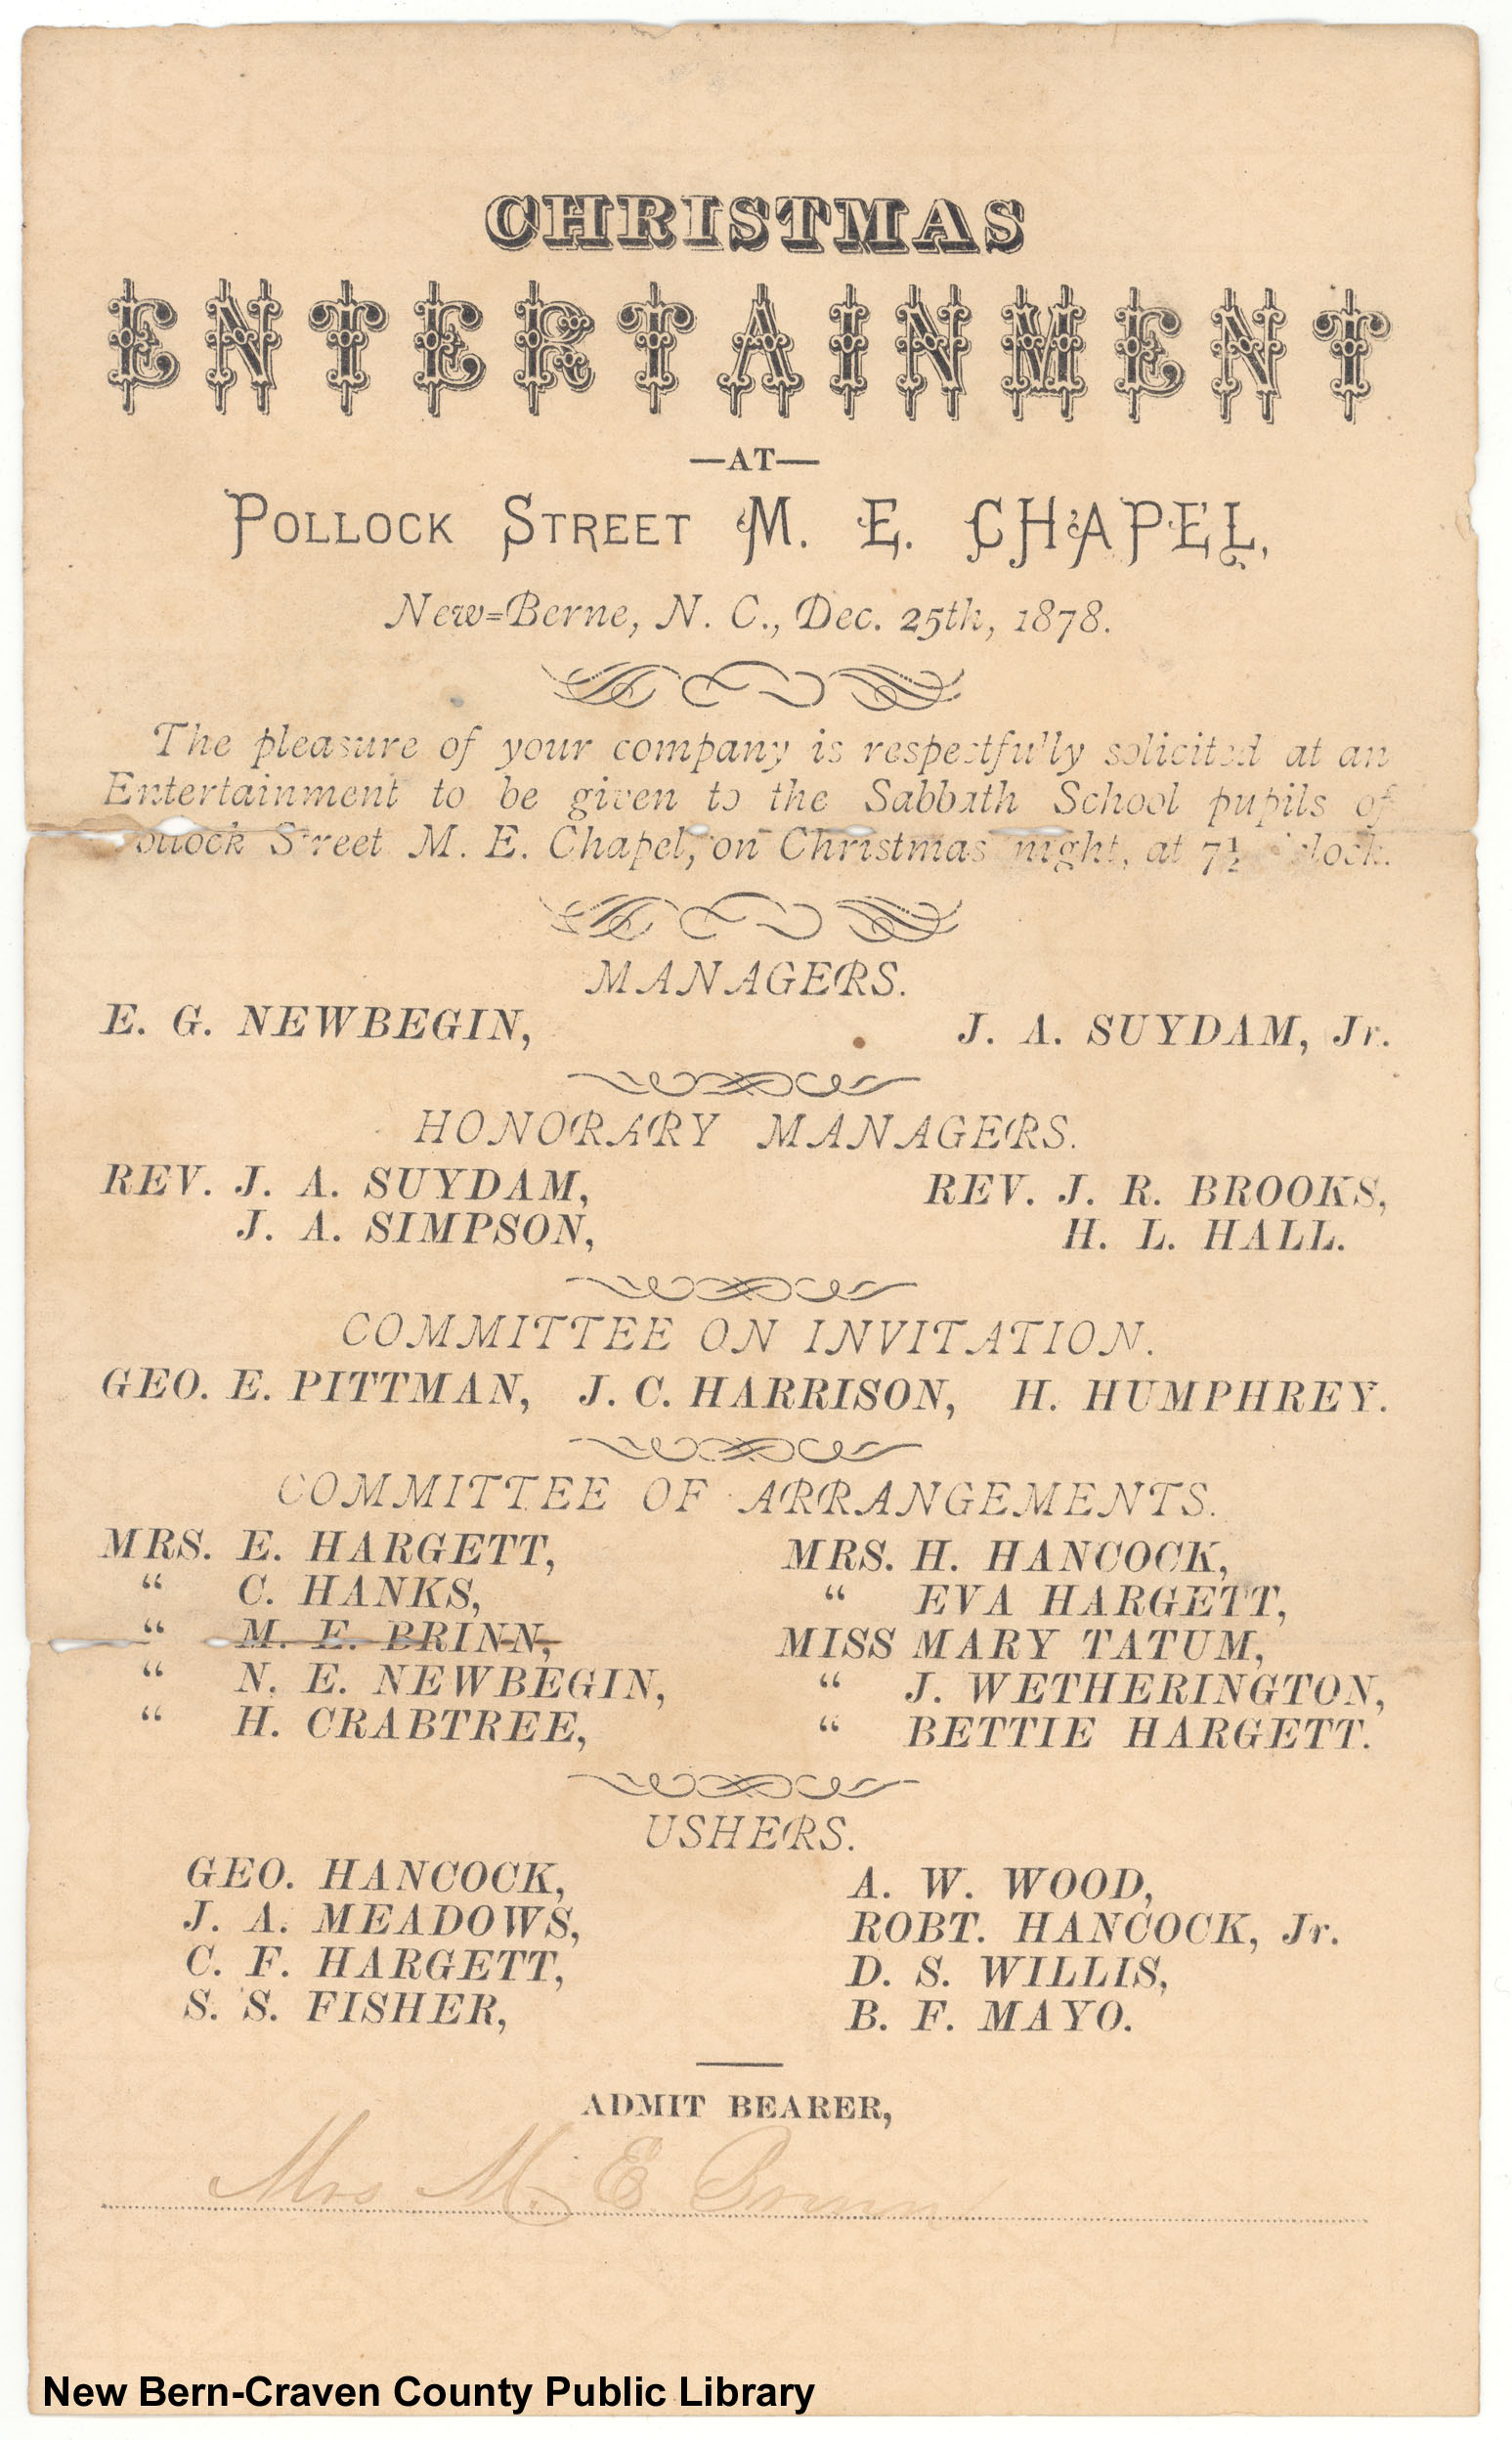 CHRISTMAS
ENTERTAINMENT
—AT—
POLLOCK STREET M. E. CHAPEL,
New=Berne, N. C., Dec. 25th, 1878.
The pleasure of your company is respectfully solicited at an
Entertainment to be given to the Sabbath School pupils of
Pollock Street M. E. Chapel, on Christmas night, at 7½ o'clock.
MANAGERS.
E. G. NEWBEGIN, J. A. SUYDAM, Jr.
HONORARY MANAGERS.
REV. J. A. SUYDAM, REV. J. R. BROOKS,
J. A. SIMPSON, H. L. HALL.
COMMITTEE ON INVITATION.
GEO. E. PITTMAN, J. C. HARRISON, H. HUMPHREY.
COMMITTEE OF ARRANGEMENTS.
MRS. E. HARGETT, MRS. H. HANCOCK,
“ C. HANKS, “ EVA HARGETT,
“ M. E. BRINN, MISS MARY TATUM,
“ N. E. NEWBEGIN, “ J. WETHERINGTON,
“ H. CRABTREE, “ BETTIE HARGETT.
USHERS.
GEO. HANCOCK, A. W. WOOD,
J. A. MEADOWS, ROBT. HANCOCK, Jr.
C. F. HARGETT, D. S. WILLIS,
S. S. FISHER, B. F. MAYO.
ADMIT BEARER,
Mrs M. E. Brinn
New Bern-Craven County Public Library